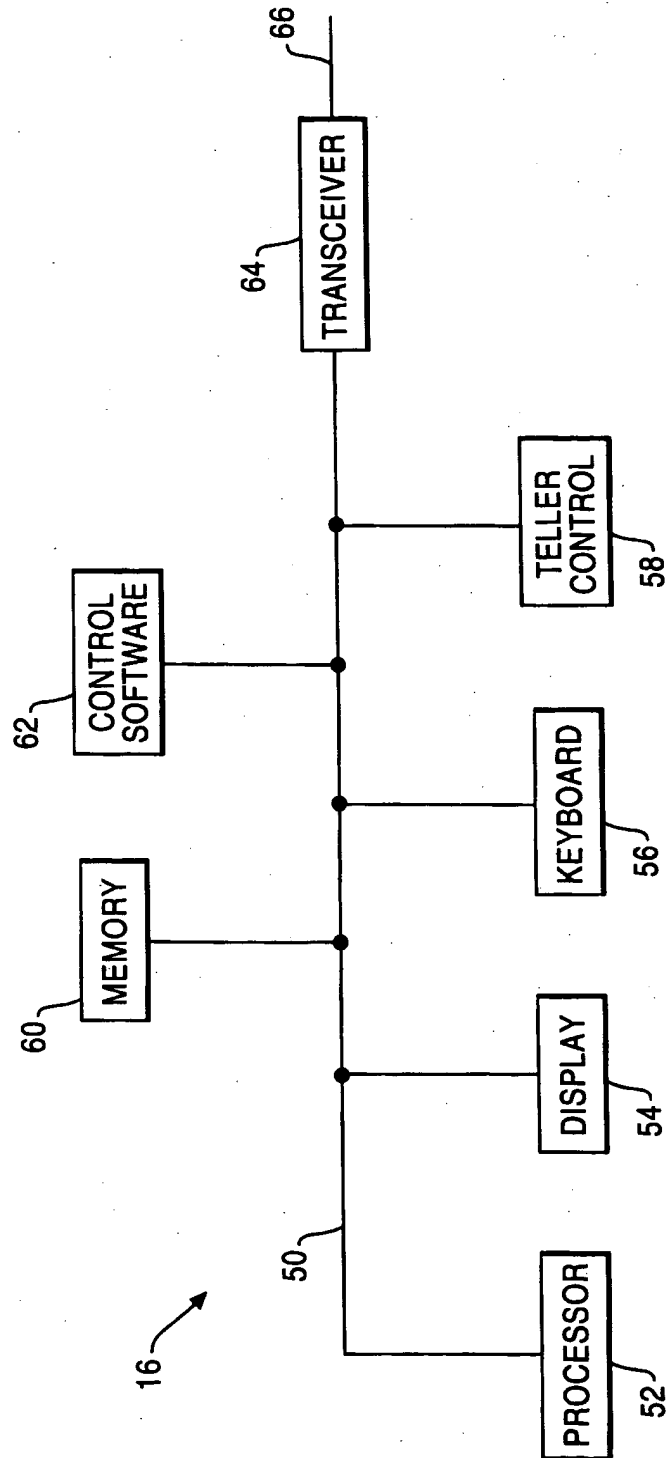 16
50
60
MEMORY
62
CONTROL
SOFTWARE
64
TRANSCEIVER
66
PROCESSOR
52
DISPLAY
54
KEYBOARD
56
TELLER
CONTROL
58